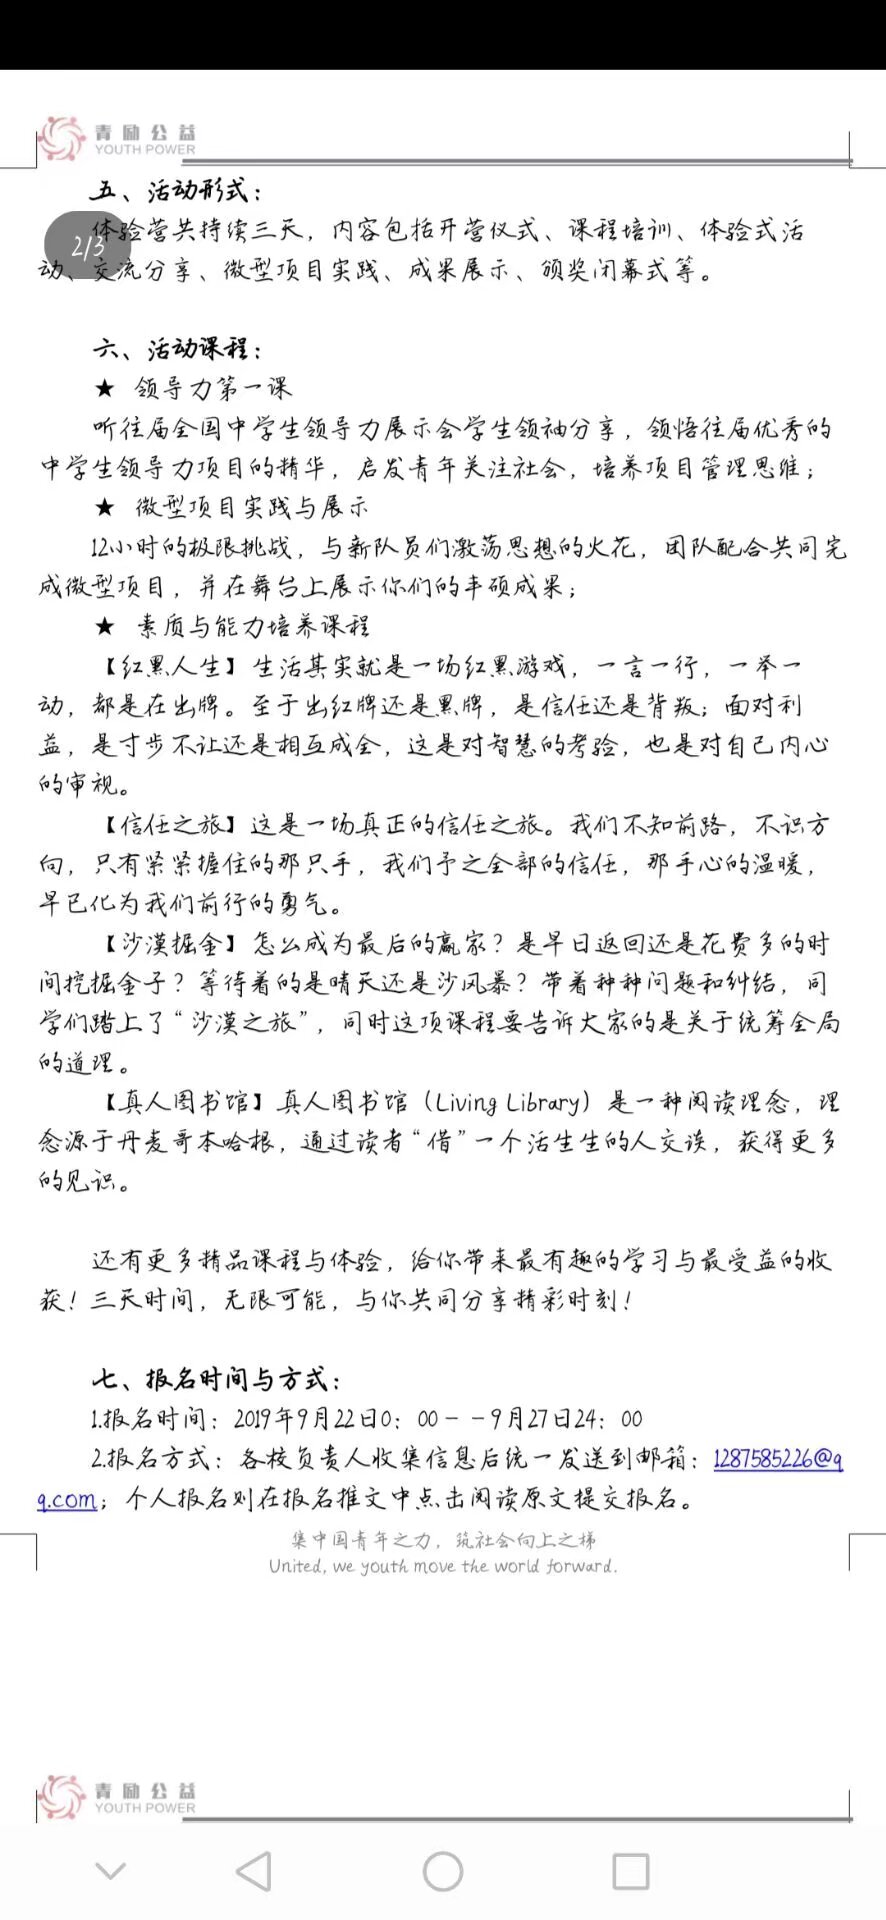 青励公益
YOUTH POWER
五、活动形式：
体验营共持续三天，内容包括开营仪式、课程培训、体验式活
2/3
动、交流分享、微型项目实践、成果展示、颁奖闭幕式等。
六、活动课程：
★ 领导力第一课
听往届全国中学生领导力展示会学生领袖分享，领悟往届优秀的
中学生领导力项目的精华，启发青年关注社会，培养项目管理思维；
★ 微型项目实践与展示
12小时的极限挑战，与新队员们激荡思想的火花，团队配合共同完
成微型项目，并在舞台上展示你们的丰硕成果；
★ 素质与能力培养课程
【红黑人生】生活其实就是一场红黑游戏，一言一行，一举一
动，都是在出牌。至于出红牌还是黑牌，是信任还是背叛；面对利
益，是寸步不让还是相互成全，这是对智慧的考验，也是对自己内心
的审视。
【信任之旅】这是一场真正的信任之旅。我们不知前路，不识方
向，只有紧紧握住的那只手，我们予之全部的信任，那手心的温暖，
早已化为我们前行的勇气。
【沙漠掘金】怎么成为最后的赢家？是早日返回还是花费多的时
间挖掘金子？等待着的是晴天还是沙风暴？带着种种问题和纠结，同
学们踏上了“沙漠之旅”，同时这项课程要告诉大家的是关于统筹全局
的道理。
【真人图书馆】真人图书馆（Living Library）是一种阅读理念，理
念源于丹麦哥本哈根，通过读者“借”一个活生生的人交谈，获得更多
的见识。
还有更多精品课程与体验，给你带来最有趣的学习与最受益的收
获！三天时间，无限可能，与你共同分享精彩时刻！
七、报名时间与方式：
1.报名时间：2019年9月22日0：00--9月27日24：00
2.报名方式：各校负责人收集信息后统一发送到邮箱：1287585226@q
q.com；个人报名则在报名推文中点击阅读原文提交报名。
集中国青年之力，筑社会向上之梯
United, we youth move the world forward.
青励公益
YOUTH POWER